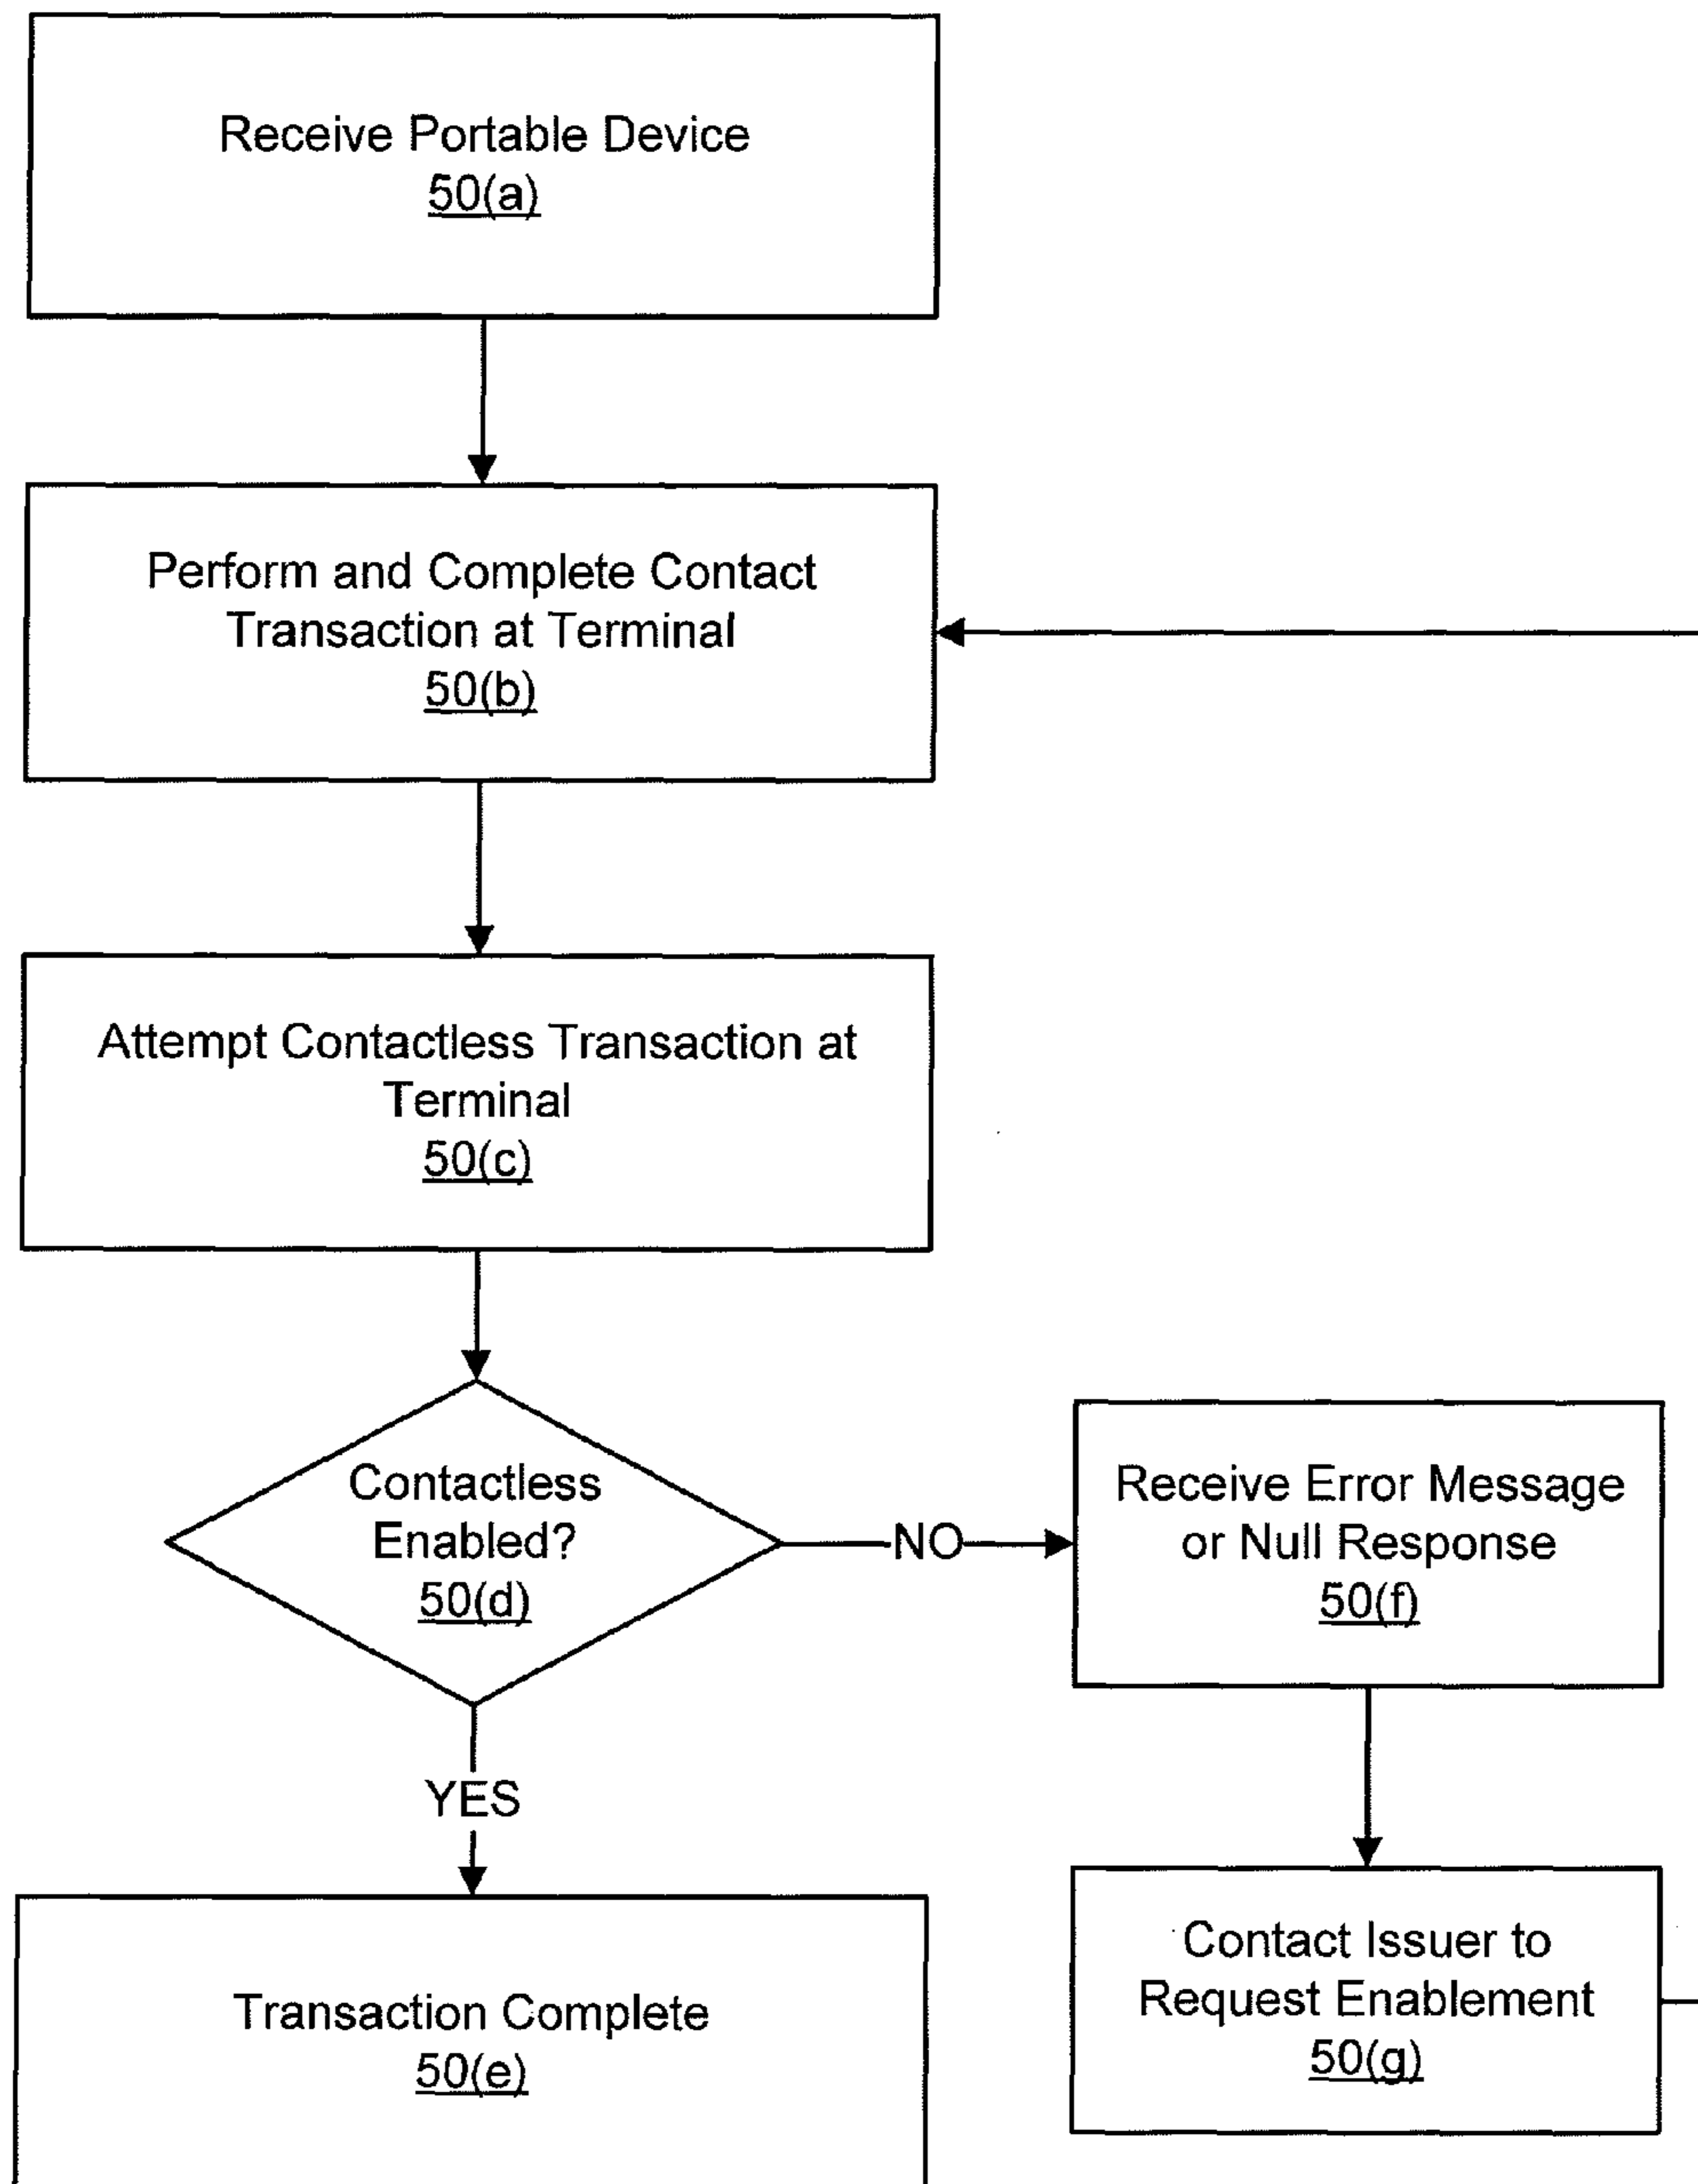 Receive Portable Device
50(a)
Perform and Complete Contact
Transaction at Terminal
50(b)
Attempt Contactless Transaction at
Terminal
50(c)
Contactless
Enabled?
50(d)
NO
Receive Error Message
or Null Response
50(f)
YES
Contact Issuer to
Request Enablement
50(g)
Transaction Complete
50(e)